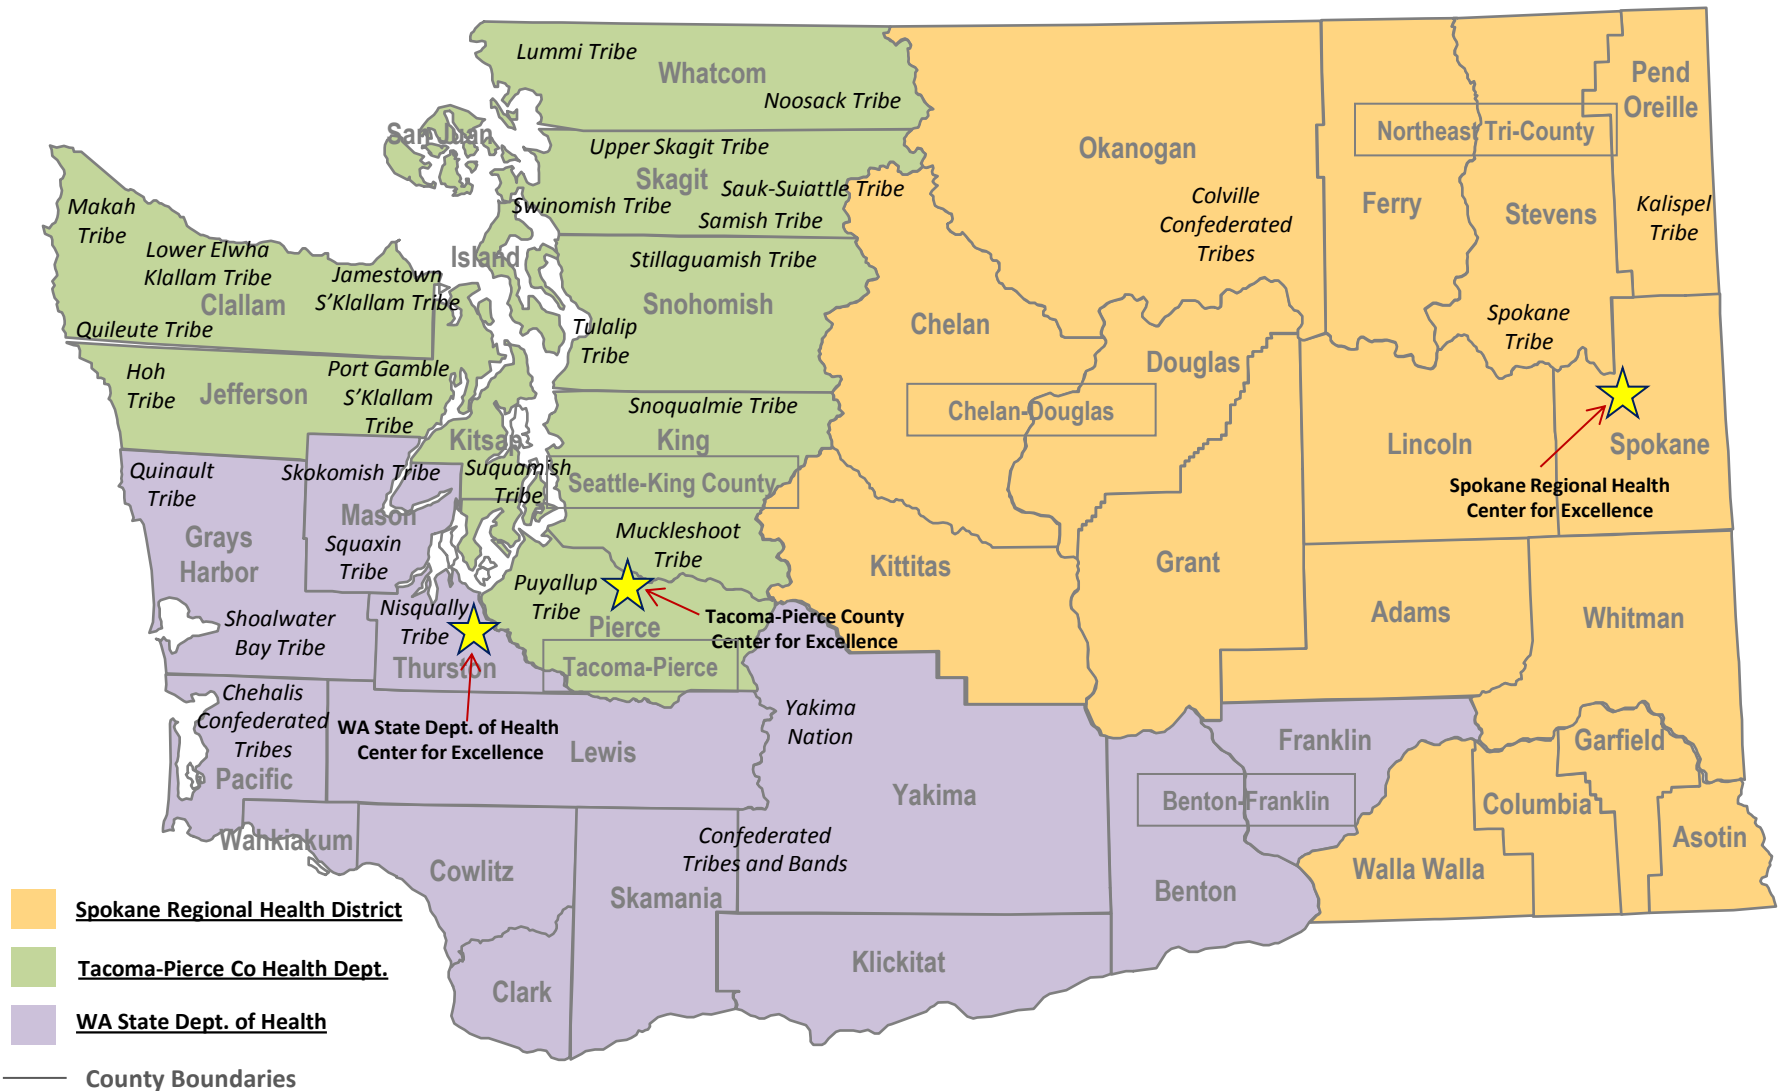 Lummi Tribe
Whatcom
Noosack Tribe
San Juan
Upper Skagit Tribe
Skagit
Sauk-Suiattle Tribe
Swinomish Tribe
Samish Tribe
Makah
Tribe
Lower Elwha
Klallam Tribe
Jamestown
S'Klallam Tribe
Clallam
Quileute Tribe
Island
Stillaguamish Tribe
Snohomish
Tulalip
Tribe
Hoh
Tribe
Jefferson
Port Gamble
S'Klallam
Tribe
Snoqualmie Tribe
King
Kitsap
Suquamish
Tribe
Seattle-King County
Quinault
Tribe
Skokomish Tribe
Mason
Squaxin
Tribe
Grays
Harbor
Muckleshoot
Tribe
Puyallup
Tribe
Pierce
Tacoma-Pierce County
Center for Excellence
Tacoma-Pierce
Nisqually
Tribe
Thurston
Shoalwater
Bay Tribe
Chehalis
Confederated
Tribes
Pacific
WA State Dept. of Health
Center for Excellence
Lewis
Wahkiakum
Cowlitz
Clark
Skamania
Confederated
Tribes and Bands
Yakima
Nation
Yakima
Klickitat
Okanogan
Colville
Confederated
Tribes
Northeast Tri-County
Ferry
Stevens
Pend
Oreille
Kalispel
Tribe
Spokane
Tribe
Chelan
Douglas
Chelan-Douglas
Lincoln
Spokane
Spokane Regional Health
Center for Excellence
Kittitas
Grant
Adams
Whitman
Franklin
Benton-Franklin
Benton
Walla Walla
Columbia
Garfield
Asotin
Spokane Regional Health District
Tacoma-Pierce Co Health Dept.
WA State Dept. of Health
County Boundaries